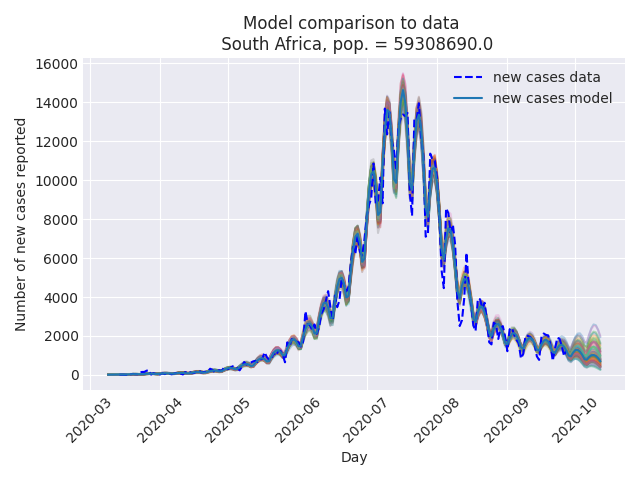 Model comparison to data
South Africa, pop. = 59308690.0
Number of new cases reported
16000
14000
12000
10000
8000
6000
4000
2000
0
new cases data
new cases model
2020-03
2020-04
2020-05
2020-06
2020-07
2020-08
2020-09
2020-10
Day